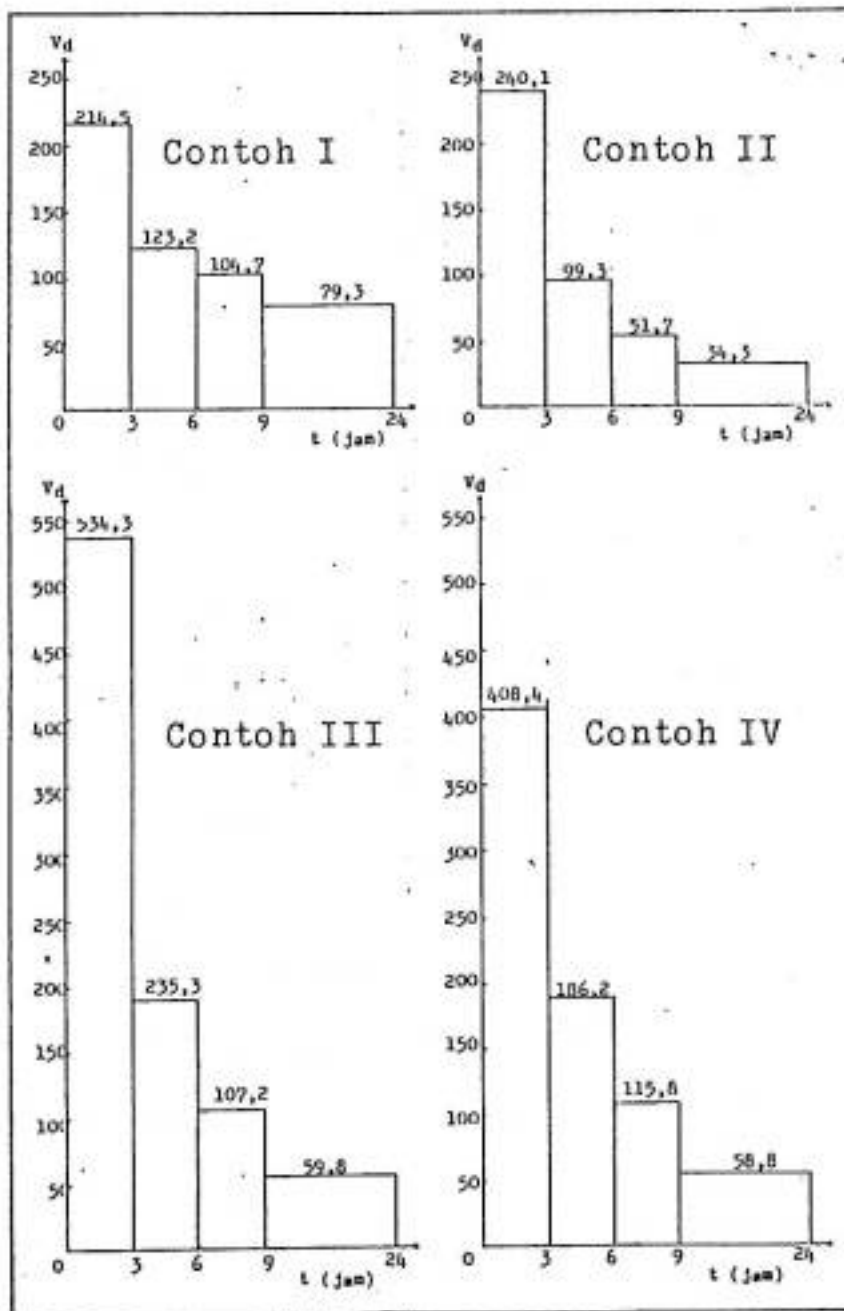 Vd
250
214,5
200
150
123,2
104,7
100
79,3
50
0 3 6 9 24
t (jam)
Contoh I
Vd
250 240,1
200
150
99,3
100
51,7
50
34,3
0 3 6 9 24
t (jam)
Contoh II
Vd
550
534,3
500
450
400
350
300
250
235,3
200
150
107,2
100
59,8
50
0 3 6 9 24
t (jam)
Contoh III
Vd
550
500
450
408,4
400
350
300
250
200
186.2
150
115,8
100
58,8
50
0 3 6 9 24
t (jam)
Contoh IV